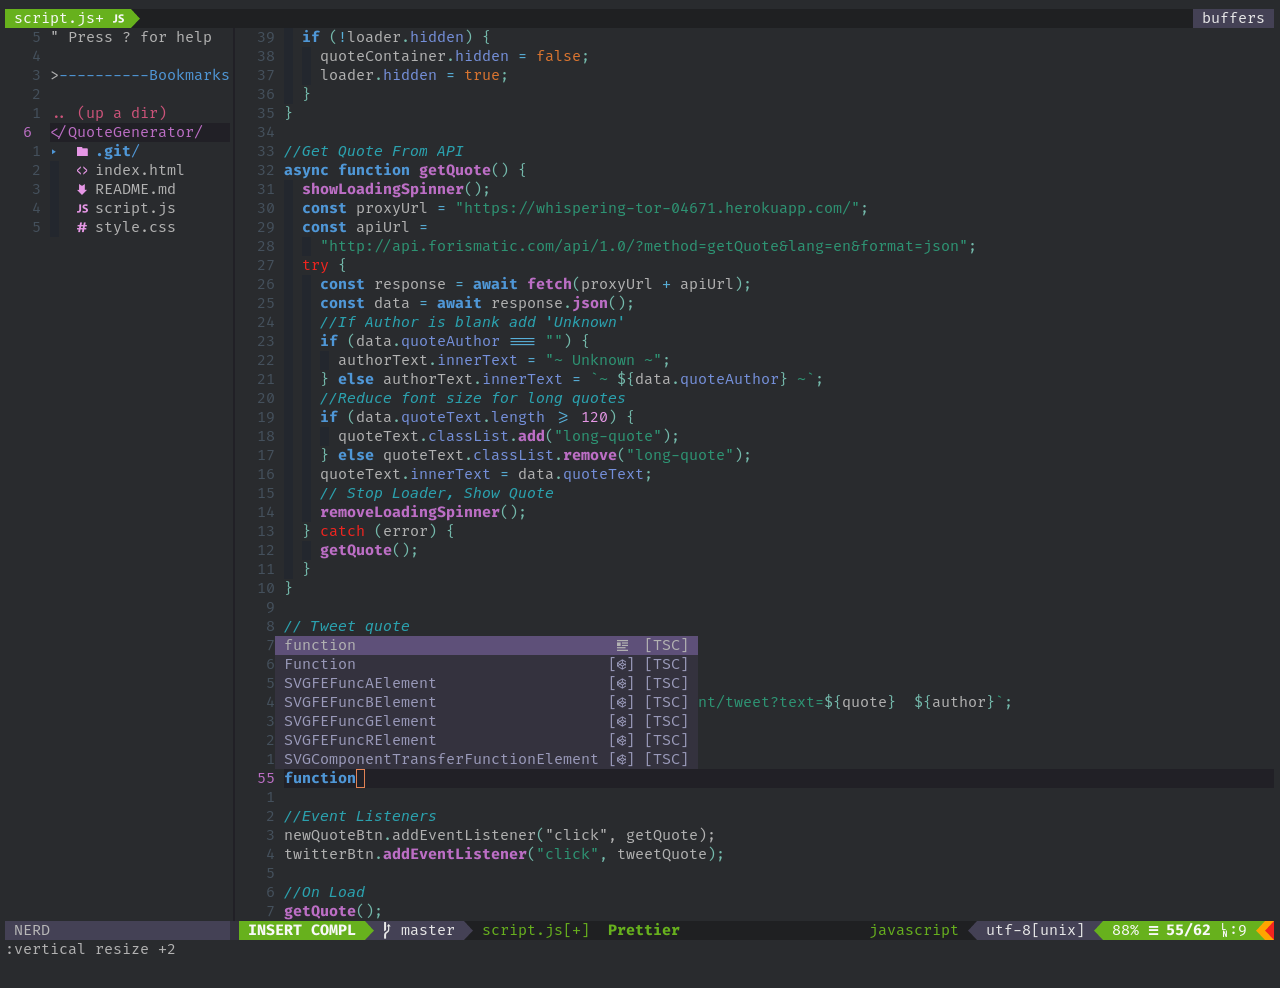 script.js+ JS
buffers
5 " Press ? for help
4
3 >----------Bookmarks
2
1 .. (up a dir)
6 </QuoteGenerator/
1 ▸ .git/
2 <> index.html
3 README.md
4 JS script.js
5 # style.css
39 if (!loader.hidden) {
38 quoteContainer.hidden = false;
37 loader.hidden = true;
36 }
35 }
34
33 //Get Quote From API
32 async function getQuote() {
31 showLoadingSpinner();
30 const proxyUrl = "https://whispering-tor-04671.herokuapp.com/";
29 const apiUrl =
28 "http://api.forismatic.com/api/1.0/?method=getQuote&lang=en&format=json";
27 try {
26 const response = await fetch(proxyUrl + apiUrl);
25 const data = await response.json();
24 //If Author is blank add 'Unknown'
23 if (data.quoteAuthor === "") {
22 authorText.innerText = "~ Unknown ~";
21 } else authorText.innerText = `~ ${data.quoteAuthor} ~`;
20 //Reduce font size for long quotes
19 if (data.quoteText.length >= 120) {
18 quoteText.classList.add("long-quote");
17 } else quoteText.classList.remove("long-quote");
16 quoteText.innerText = data.quoteText;
15 // Stop Loader, Show Quote
14 removeLoadingSpinner();
13 } catch (error) {
12 getQuote();
11 }
10 }
9
8 // Tweet quote
7 function [TSC]
6 Function [] [TSC]
5 SVGFEFuncAElement [] [TSC]
4 SVGFEFuncBElement [] [TSC] nt/tweet?text=${quote}  ${author}`;
3 SVGFEFuncGElement [] [TSC]
2 SVGFEFuncRElement [] [TSC]
1 SVGComponentTransferFunctionElement [] [TSC]
55 function
1
2 //Event Listeners
3 newQuoteBtn.addEventListener("click", getQuote);
4 twitterBtn.addEventListener("click", tweetQuote);
5
6 //On Load
7 getQuote();
NERD
INSERT COMPL master script.js[+] Prettier javascript utf-8[unix] 88% ☰ 55/62 LN:9
:vertical resize +2